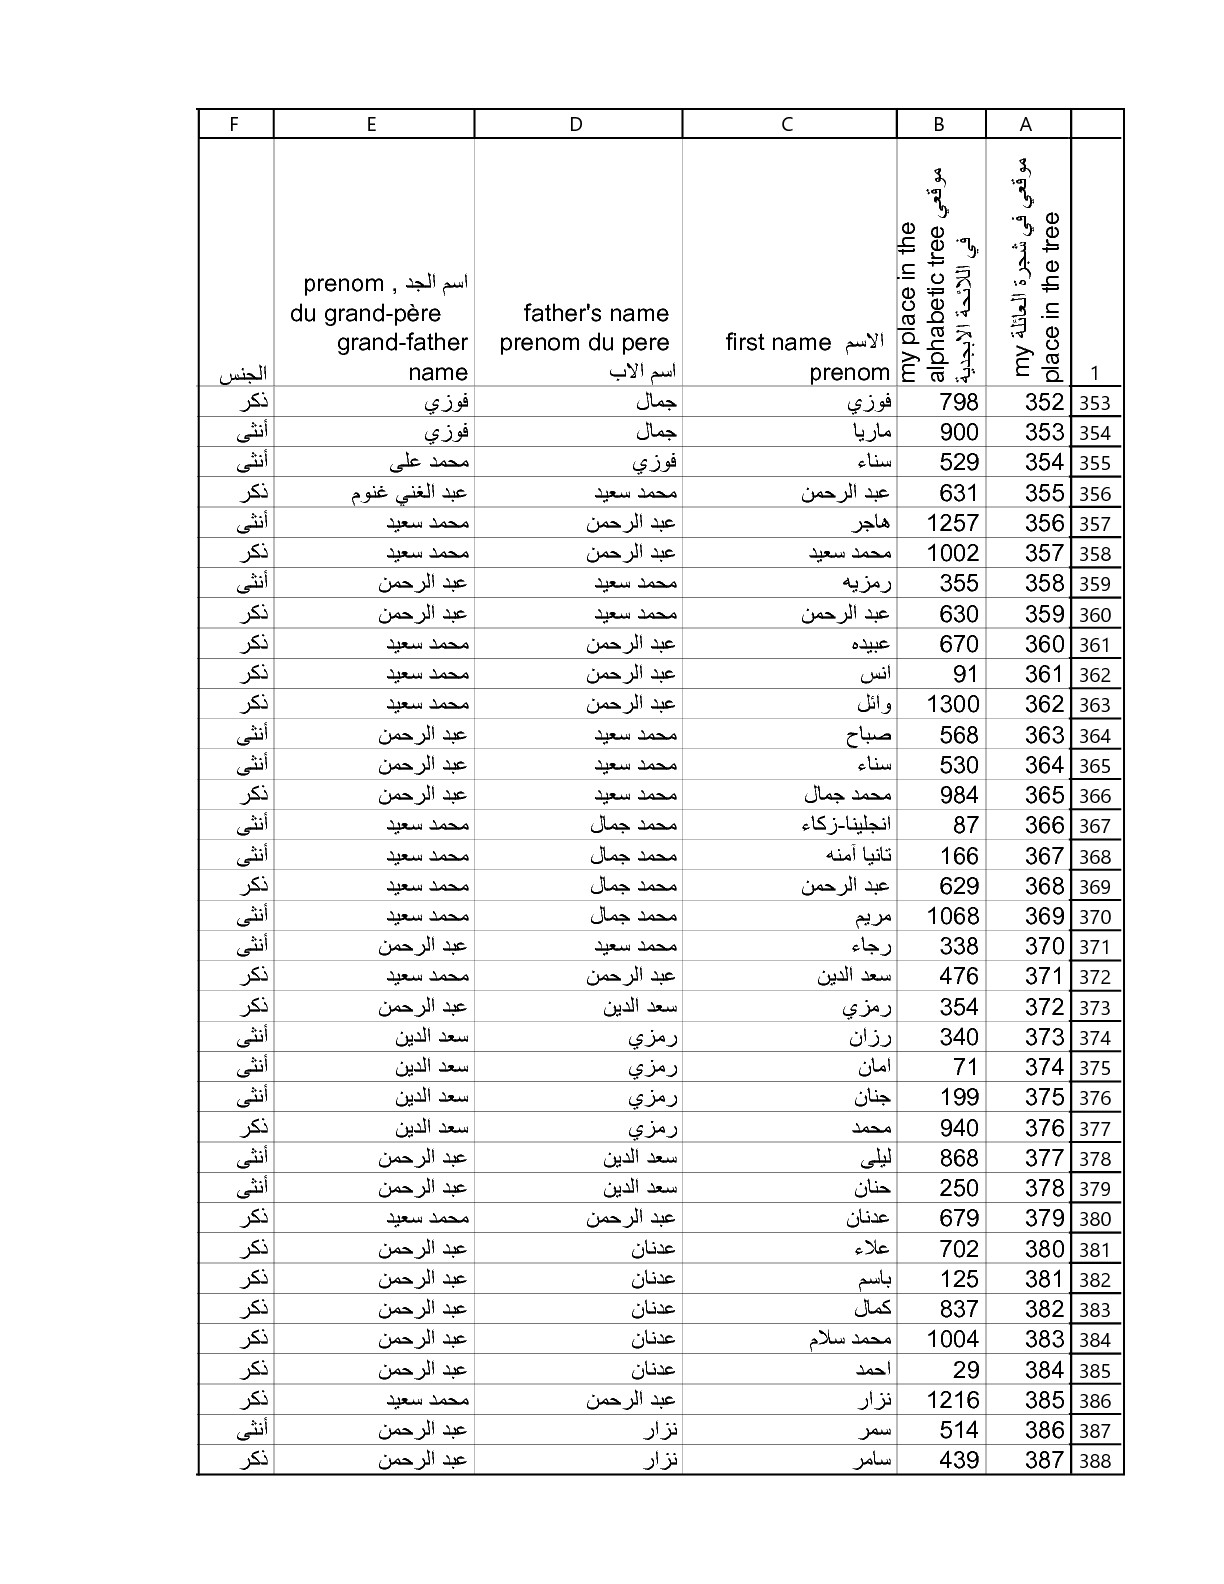 F E D C B A
الجنس
prenom , اسم الجد
du grand-père
grand-father
name
father's name
prenom du pere
اسم الاب
first name الاسم
prenom
my place in the
alphabetic tree موقعي
في اللائحة الابجدية
my موقعي في شجرة العائلة
place in the tree
1
353 352 798 فوزي جمال فوزي ذكر
354 353 900 ماريا جمال فوزي أنثى
355 354 529 سناء فوزي محمد على أنثى
356 355 631 عبد الرحمن محمد سعيد عبد الغني غنوم ذكر
357 356 1257 هاجر عبد الرحمن محمد سعيد أنثى
358 357 1002 محمد سعيد عبد الرحمن محمد سعيد ذكر
359 358 355 رمزيه محمد سعيد عبد الرحمن أنثى
360 359 630 عبد الرحمن محمد سعيد عبد الرحمن ذكر
361 360 670 عبيده عبد الرحمن محمد سعيد ذكر
362 361 91 انس عبد الرحمن محمد سعيد ذكر
363 362 1300 وائل عبد الرحمن محمد سعيد ذكر
364 363 568 صباح محمد سعيد عبد الرحمن أنثى
365 364 530 سناء محمد سعيد عبد الرحمن أنثى
366 365 984 محمد جمال محمد سعيد عبد الرحمن ذكر
367 366 87 انجلينا-زكاء محمد جمال محمد سعيد أنثى
368 367 166 تانيا آمنه محمد جمال محمد سعيد أنثى
369 368 629 عبد الرحمن محمد جمال محمد سعيد ذكر
370 369 1068 مريم محمد جمال محمد سعيد أنثى
371 370 338 رجاء محمد سعيد عبد الرحمن أنثى
372 371 476 سعد الدين عبد الرحمن محمد سعيد ذكر
373 372 354 رمزي سعد الدين عبد الرحمن ذكر
374 373 340 رزان رمزي سعد الدين أنثى
375 374 71 امان رمزي سعد الدين أنثى
376 375 199 جنان رمزي سعد الدين أنثى
377 376 940 محمد رمزي سعد الدين ذكر
378 377 868 ليلى سعد الدين عبد الرحمن أنثى
379 378 250 حنان سعد الدين عبد الرحمن أنثى
380 379 679 عدنان عبد الرحمن محمد سعيد ذكر
381 380 702 علاء عدنان عبد الرحمن ذكر
382 381 125 باسم عدنان عبد الرحمن ذكر
383 382 837 كمال عدنان عبد الرحمن ذكر
384 383 1004 محمد سلام عدنان عبد الرحمن ذكر
385 384 29 احمد عدنان عبد الرحمن ذكر
386 385 1216 نزار عبد الرحمن محمد سعيد ذكر
387 386 514 سمر نزار عبد الرحمن أنثى
388 387 439 سامر نزار عبد الرحمن ذكر